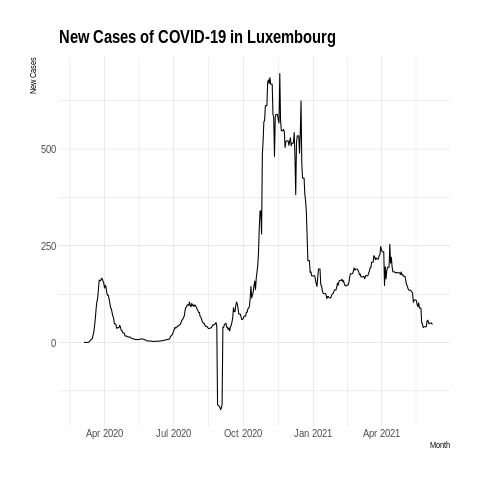 New Cases of COVID-19 in Luxembourg
New Cases
500
250
0
Apr 2020 Jul 2020 Oct 2020 Jan 2021 Apr 2021
Month